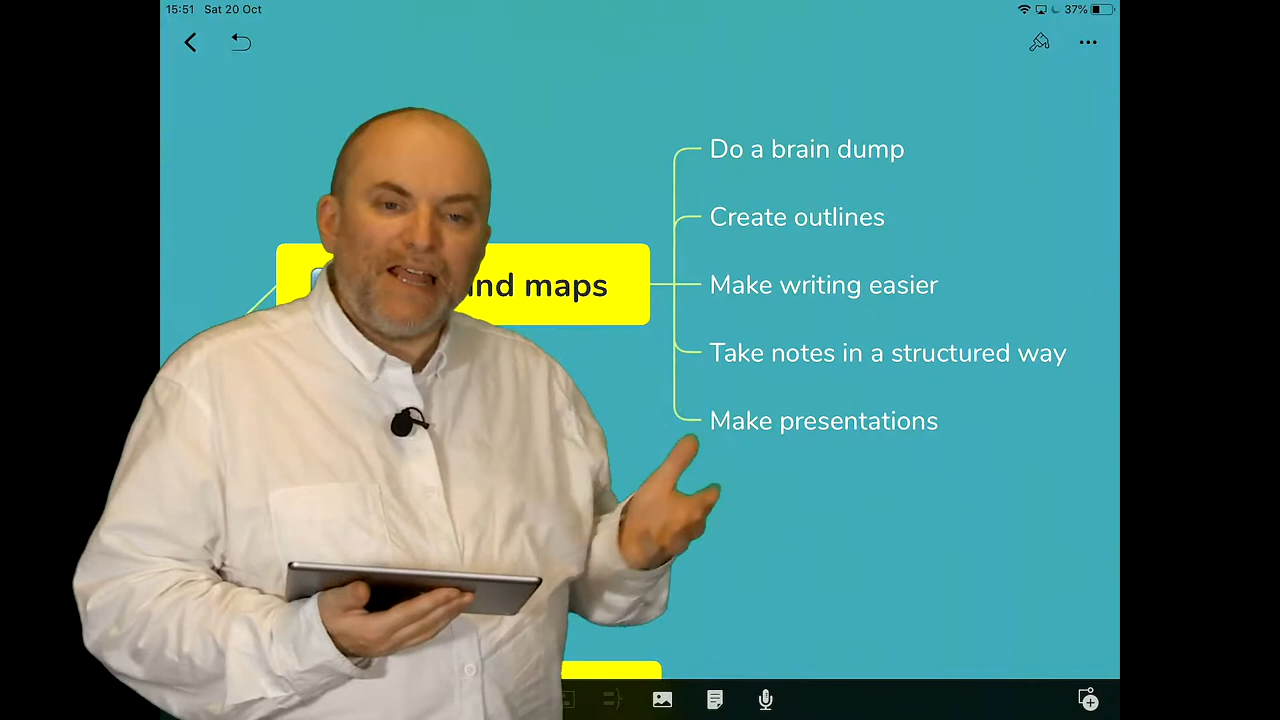 15:51 Sat 20 Oct
37%
maps
Do a brain dump
Create outlines
Make writing easier
Take notes in a structured way
Make presentations